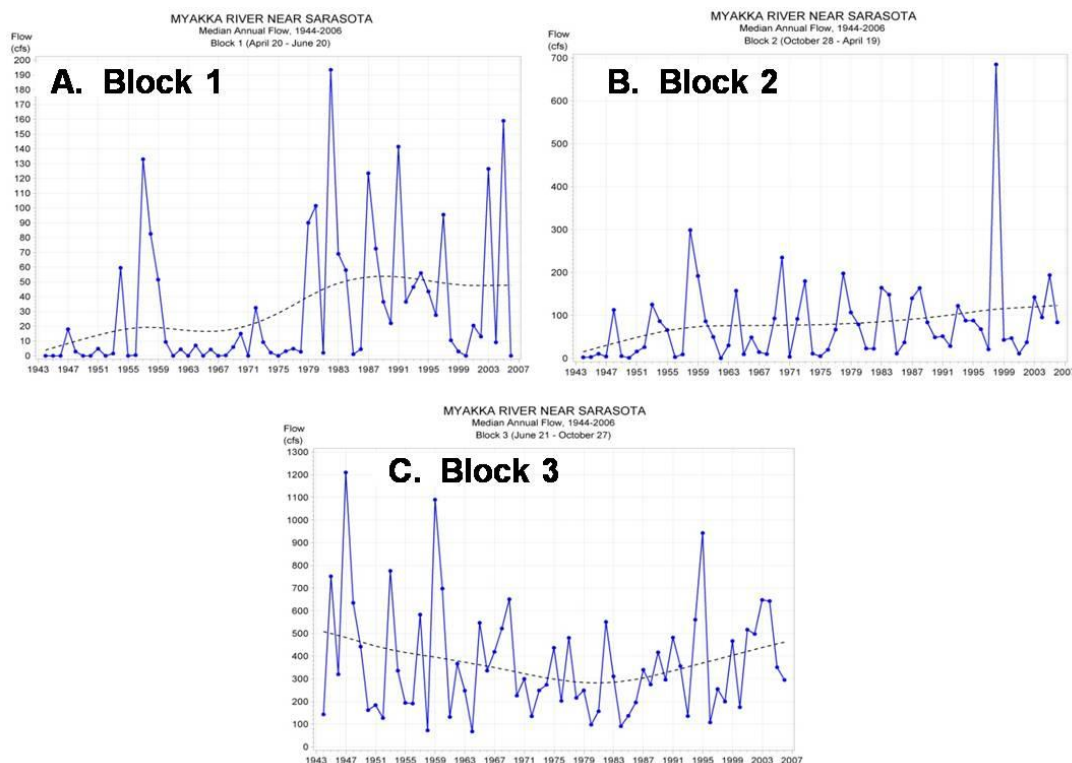 MYAKKA RIVER NEAR SARASOTA
Median Annual Flow, 1944-2006
Block 1 (April 20 - June 20)
Flow
(cfs)
A. Block 1
200
190
180
170
160
150
140
130
120
110
100
90
80
70
60
50
40
30
20
10
0
1943 1947 1951 1955 1959 1963 1967 1971 1975 1979 1983 1987 1991 1995 1999 2003 2007
MYAKKA RIVER NEAR SARASOTA
Median Annual Flow, 1944-2006
Block 2 (October 28 - April 19)
Flow
(cfs)
B. Block 2
700
600
500
400
300
200
100
0
1943 1947 1951 1955 1959 1963 1967 1971 1975 1979 1983 1987 1991 1995 1999 2003 2007
MYAKKA RIVER NEAR SARASOTA
Median Annual Flow, 1944-2006
Block 3 (June 21 - October 27)
Flow
(cfs)
C. Block 3
1300
1200
1100
1000
900
800
700
600
500
400
300
200
100
0
1943 1947 1951 1955 1959 1963 1967 1971 1975 1979 1983 1987 1991 1995 1999 2003 2007